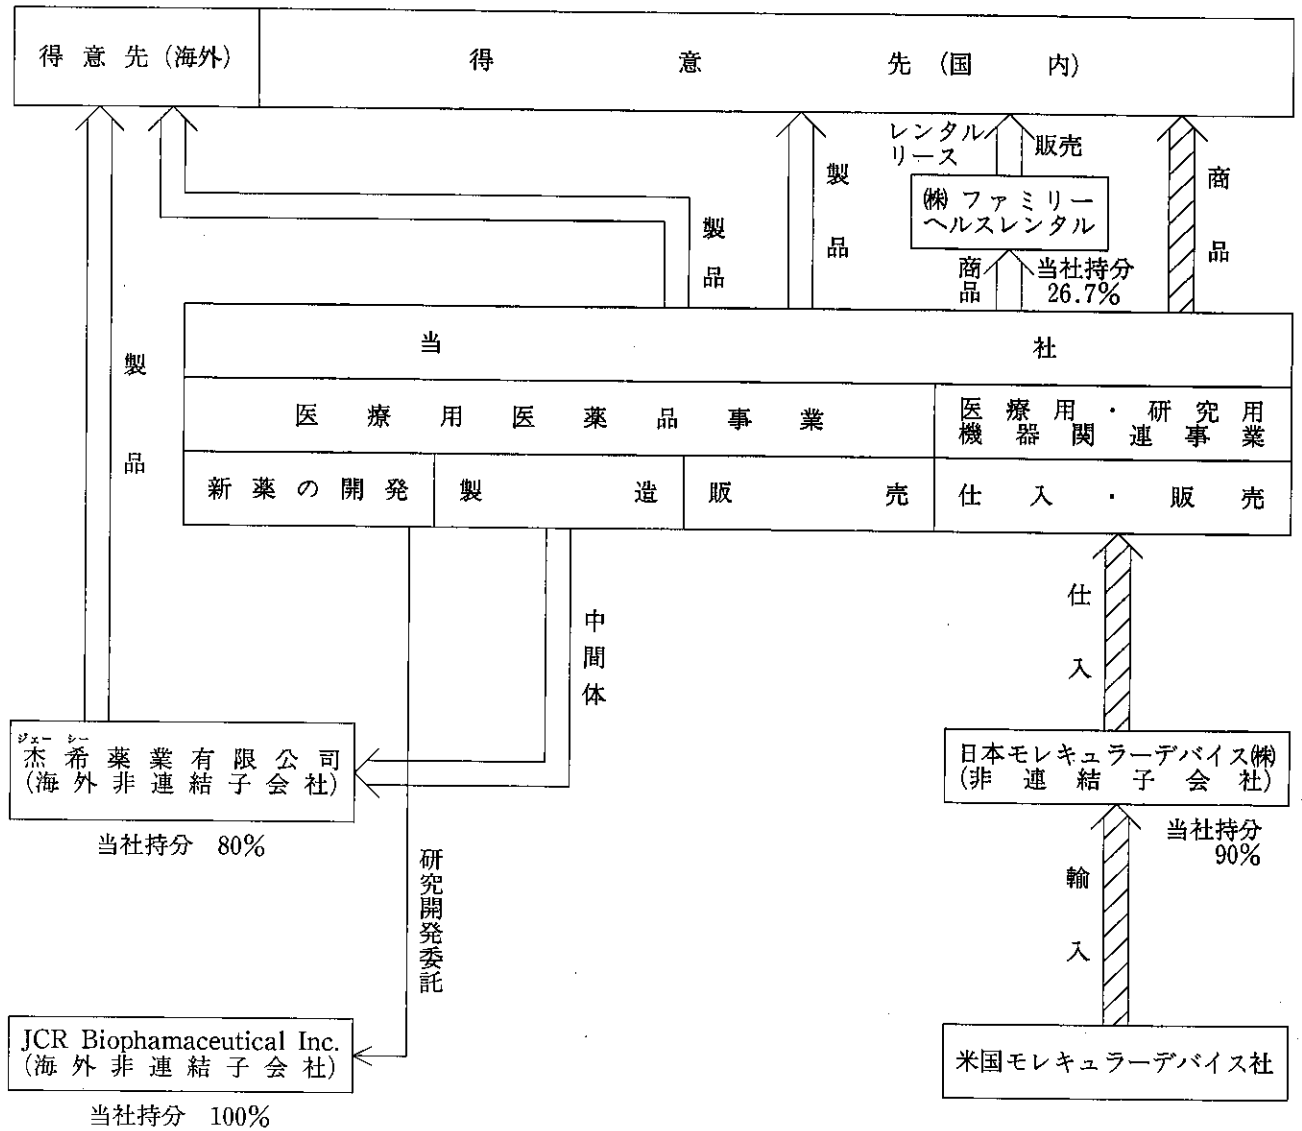 得意先(海外)
得意先(国内)
レンタル
リース
販売
製品
商品
㈱ファミリー
ヘルスレンタル
製品
商品
当社持分
26.7%
当社
製品
医療用医薬品事業
医療用・研究用
機器関連事業
新薬の開発
製造
販売
仕入・販売
仕入
中間体
ジェー シー
杰希薬業有限公司
(海外非連結子会社)
当社持分 80%
日本モレキュラーデバイス㈱
(非連結子会社)
当社持分
90%
研究開発委託
輸入
JCR Biophamaceutical Inc.
(海外非連結子会社)
当社持分 100%
米国モレキュラーデバイス社